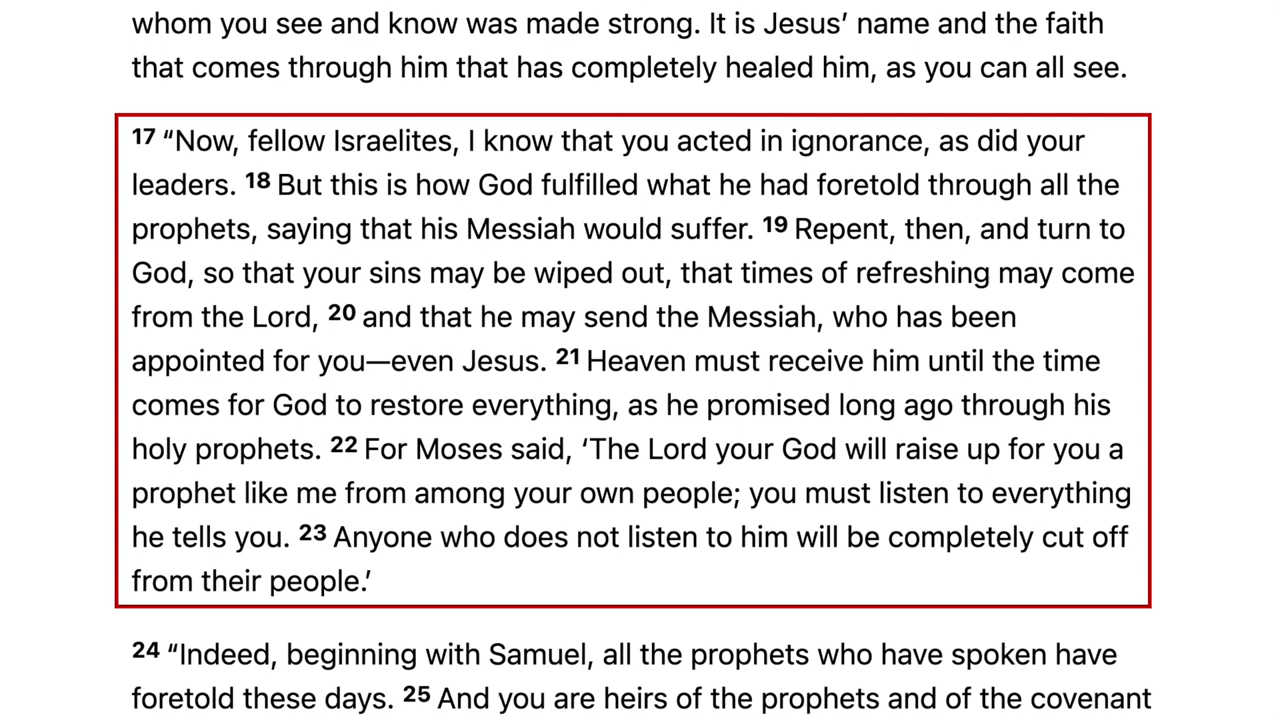 whom you see and know was made strong. It is Jesus’ name and the faith
that comes through him that has completely healed him, as you can all see.
17 “Now, fellow Israelites, I know that you acted in ignorance, as did your
leaders. 18 But this is how God fulfilled what he had foretold through all the
prophets, saying that his Messiah would suffer. 19 Repent, then, and turn to
God, so that your sins may be wiped out, that times of refreshing may come
from the Lord, 20 and that he may send the Messiah, who has been
appointed for you—even Jesus. 21 Heaven must receive him until the time
comes for God to restore everything, as he promised long ago through his
holy prophets. 22 For Moses said, ‘The Lord your God will raise up for you a
prophet like me from among your own people; you must listen to everything
he tells you. 23 Anyone who does not listen to him will be completely cut off
from their people.’
24 “Indeed, beginning with Samuel, all the prophets who have spoken have
foretold these days. 25 And you are heirs of the prophets and of the covenant